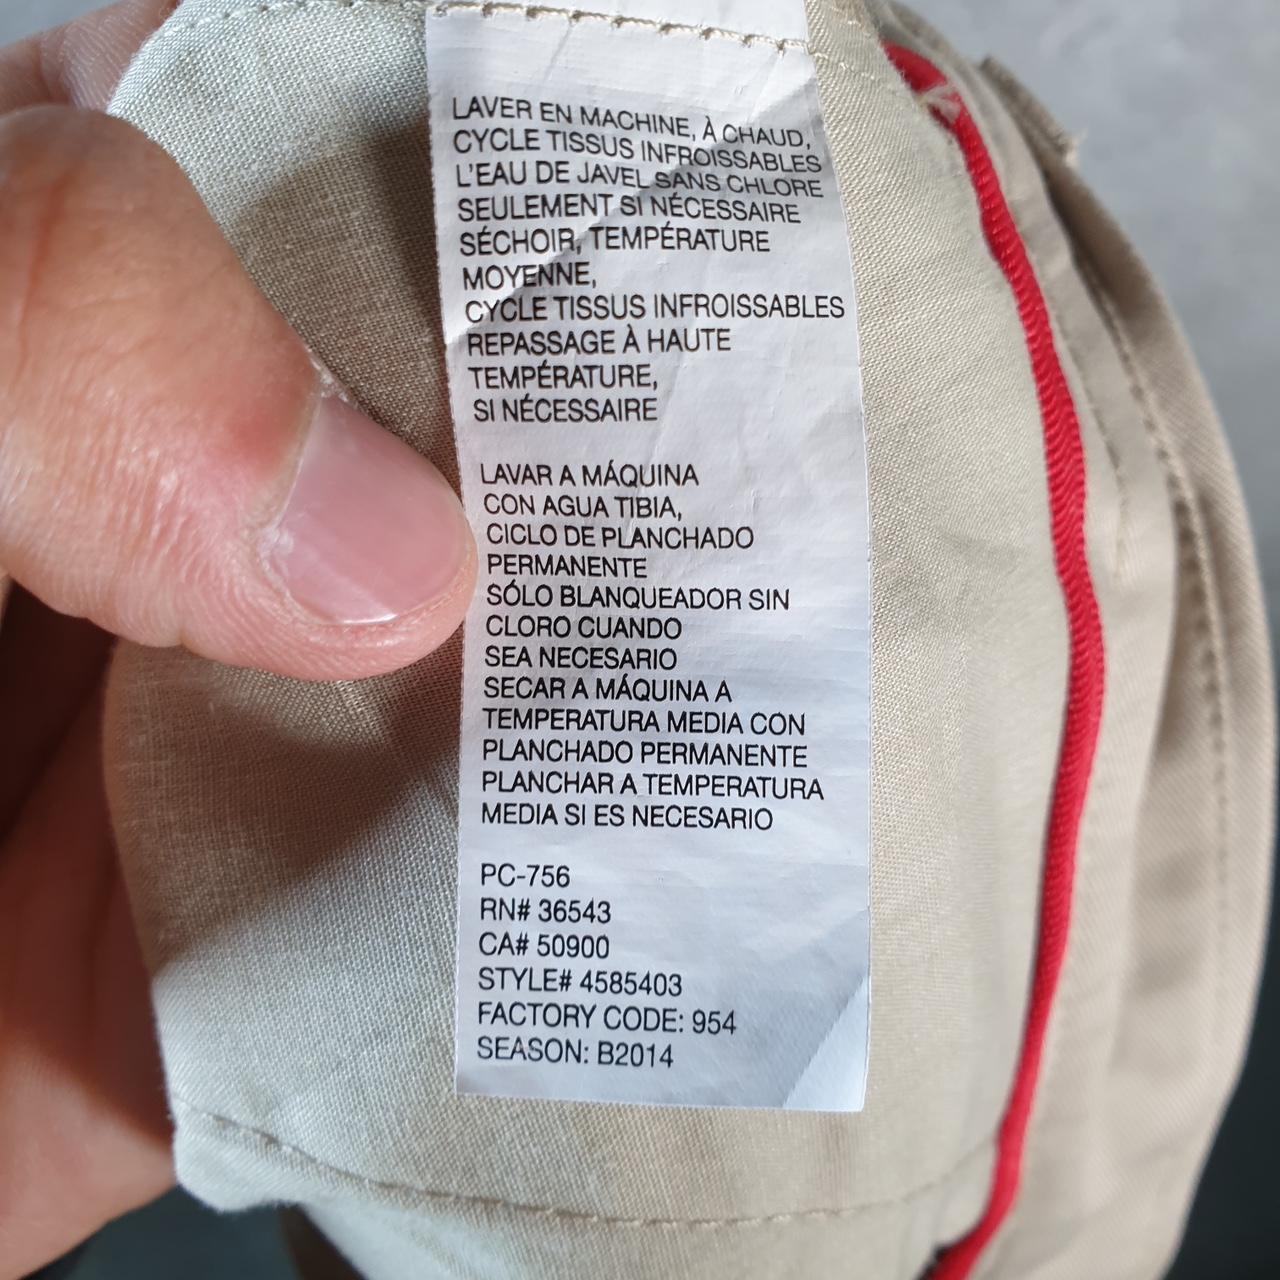 LAVER EN MACHINE, À CHAUD,
CYCLE TISSUS INFROISSABLES
L'EAU DE JAVEL SANS CHLORE
SEULEMENT SI NÉCESSAIRE
SÉCHOIR, TEMPÉRATURE
MOYENNE,
CYCLE TISSUS INFROISSABLES
REPASSAGE À HAUTE
TEMPÉRATURE,
SI NÉCESSAIRE
LAVAR A MÁQUINA
CON AGUA TIBIA,
CICLO DE PLANCHADO
PERMANENTE
SÓLO BLANQUEADOR SIN
CLORO CUANDO
SEA NECESARIO
SECAR A MÁQUINA A
TEMPERATURA MEDIA CON
PLANCHADO PERMANENTE
PLANCHAR A TEMPERATURA
MEDIA SI ES NECESARIO
PC-756
RN# 36543
CA# 50900
STYLE# 4585403
FACTORY CODE: 954
SEASON: B2014